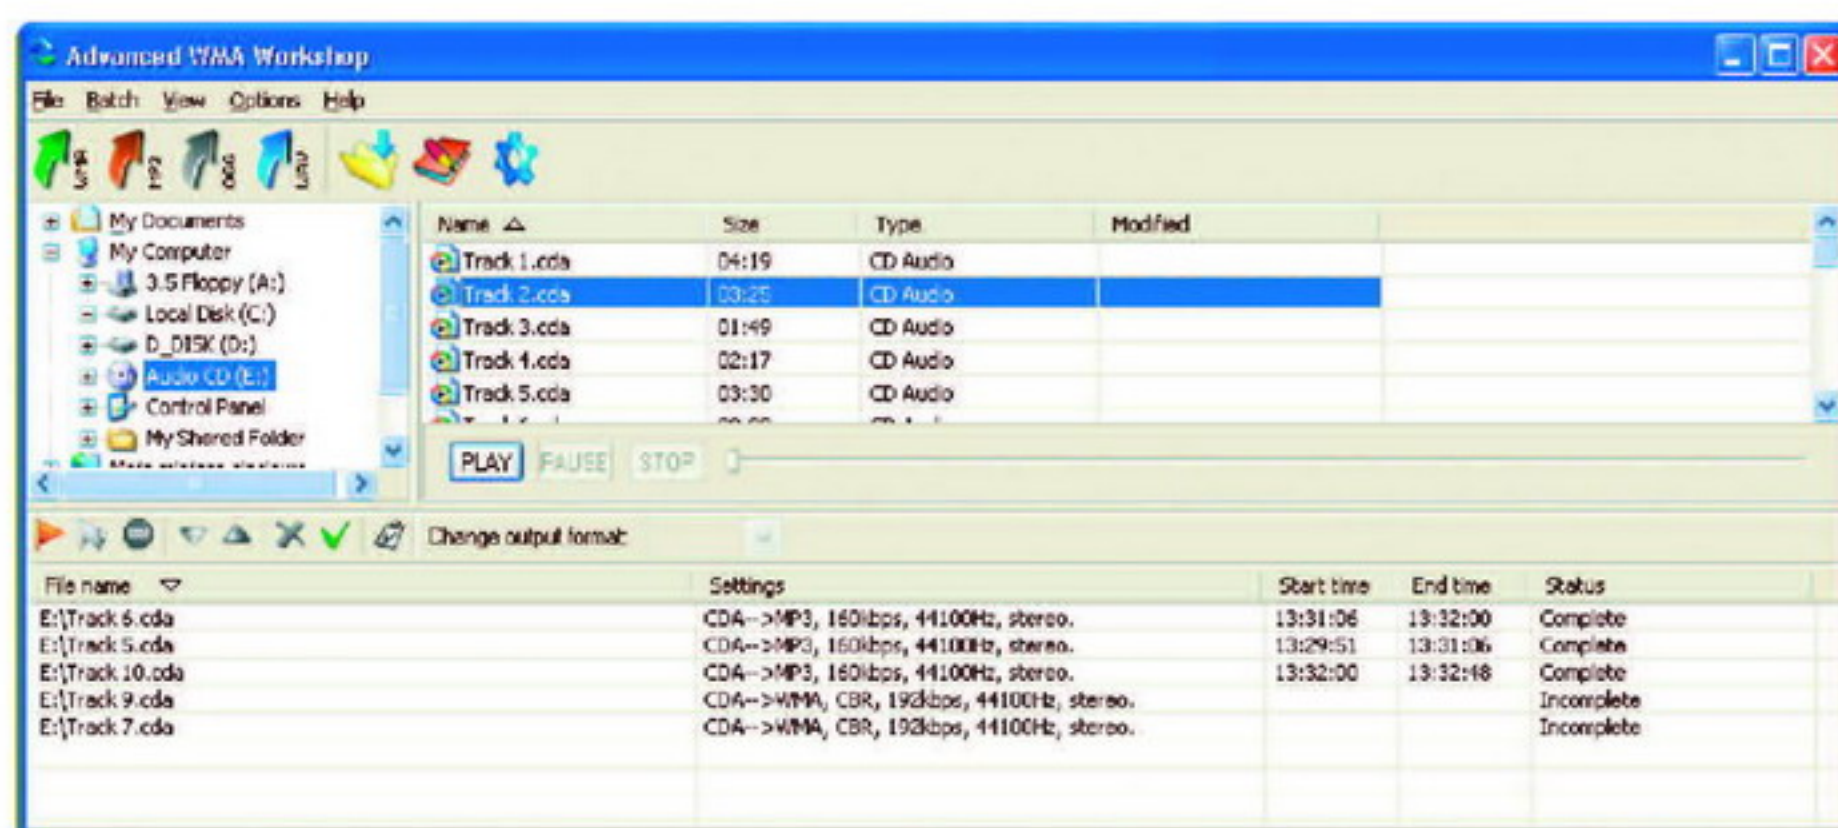 Advanced WMA Workshop
File Batch View Options Help
WMA MP3 OGG WAV
My Documents
My Computer
3.5 Floppy (A:)
Local Disk (C:)
D_DISK (D:)
Audio CD (E:)
Control Panel
My Shared Folder
Name Size Type Modified
Track 1.cda 04:19 CD Audio
Track 2.cda 03:25 CD Audio
Track 3.cda 01:49 CD Audio
Track 4.cda 02:17 CD Audio
Track 5.cda 03:30 CD Audio
PLAY PAUSE STOP
Change output format:
File name Settings Start time End time Status
E:\Track 6.cda CDA-->MP3, 160kbps, 44100Hz, stereo. 13:31:06 13:32:00 Complete
E:\Track 5.cda CDA-->MP3, 160kbps, 44100Hz, stereo. 13:29:51 13:31:06 Complete
E:\Track 10.cda CDA-->MP3, 160kbps, 44100Hz, stereo. 13:32:00 13:32:48 Complete
E:\Track 9.cda CDA-->WMA, CBR, 192kbps, 44100Hz, stereo. Incomplete
E:\Track 7.cda CDA-->WMA, CBR, 192kbps, 44100Hz, stereo. Incomplete